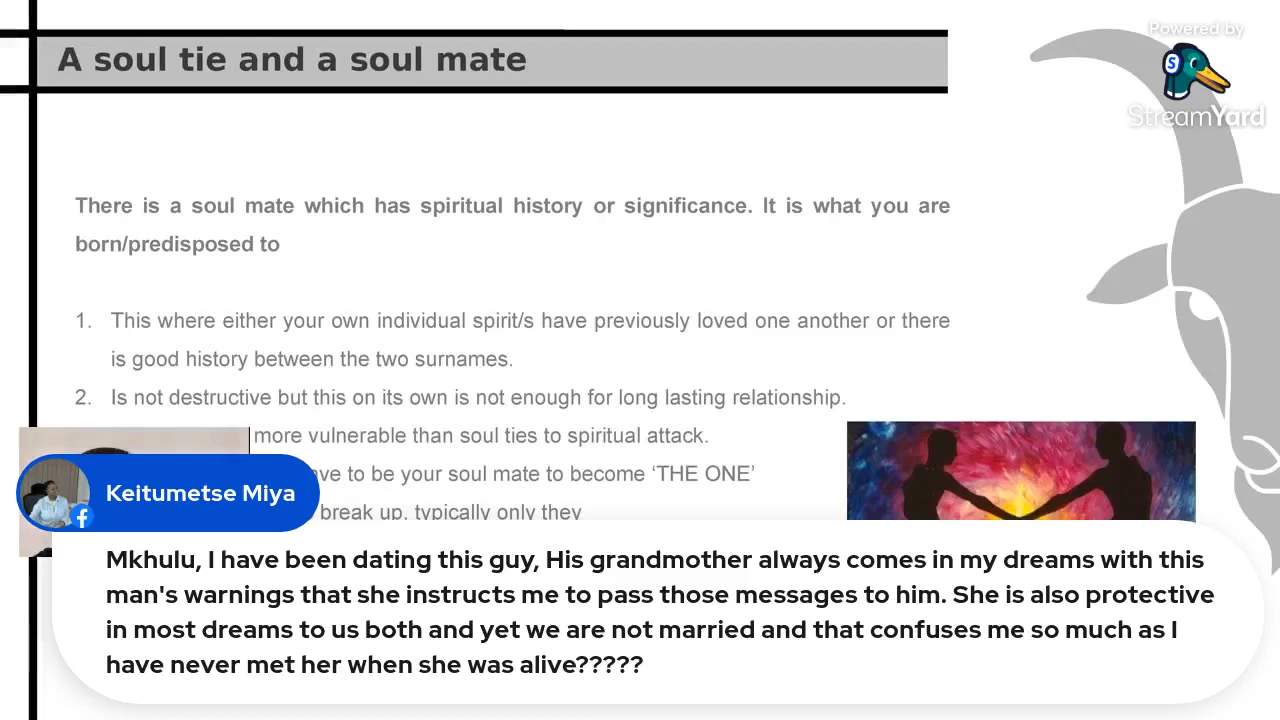 Powered by
StreamYard
A soul tie and a soul mate
There is a soul mate which has spiritual history or significance. It is what you are
born/predisposed to
1. This where either your own individual spirit/s have previously loved one another or there
is good history between the two surnames.
2. Is not destructive but this on its own is not enough for long lasting relationship.
more vulnerable than soul ties to spiritual attack.
to be your soul mate to become ‘THE ONE’
break up, typically only they
Keitumetse Miya
Mkhulu, I have been dating this guy, His grandmother always comes in my dreams with this
man's warnings that she instructs me to pass those messages to him. She is also protective
in most dreams to us both and yet we are not married and that confuses me so much as I
have never met her when she was alive?????